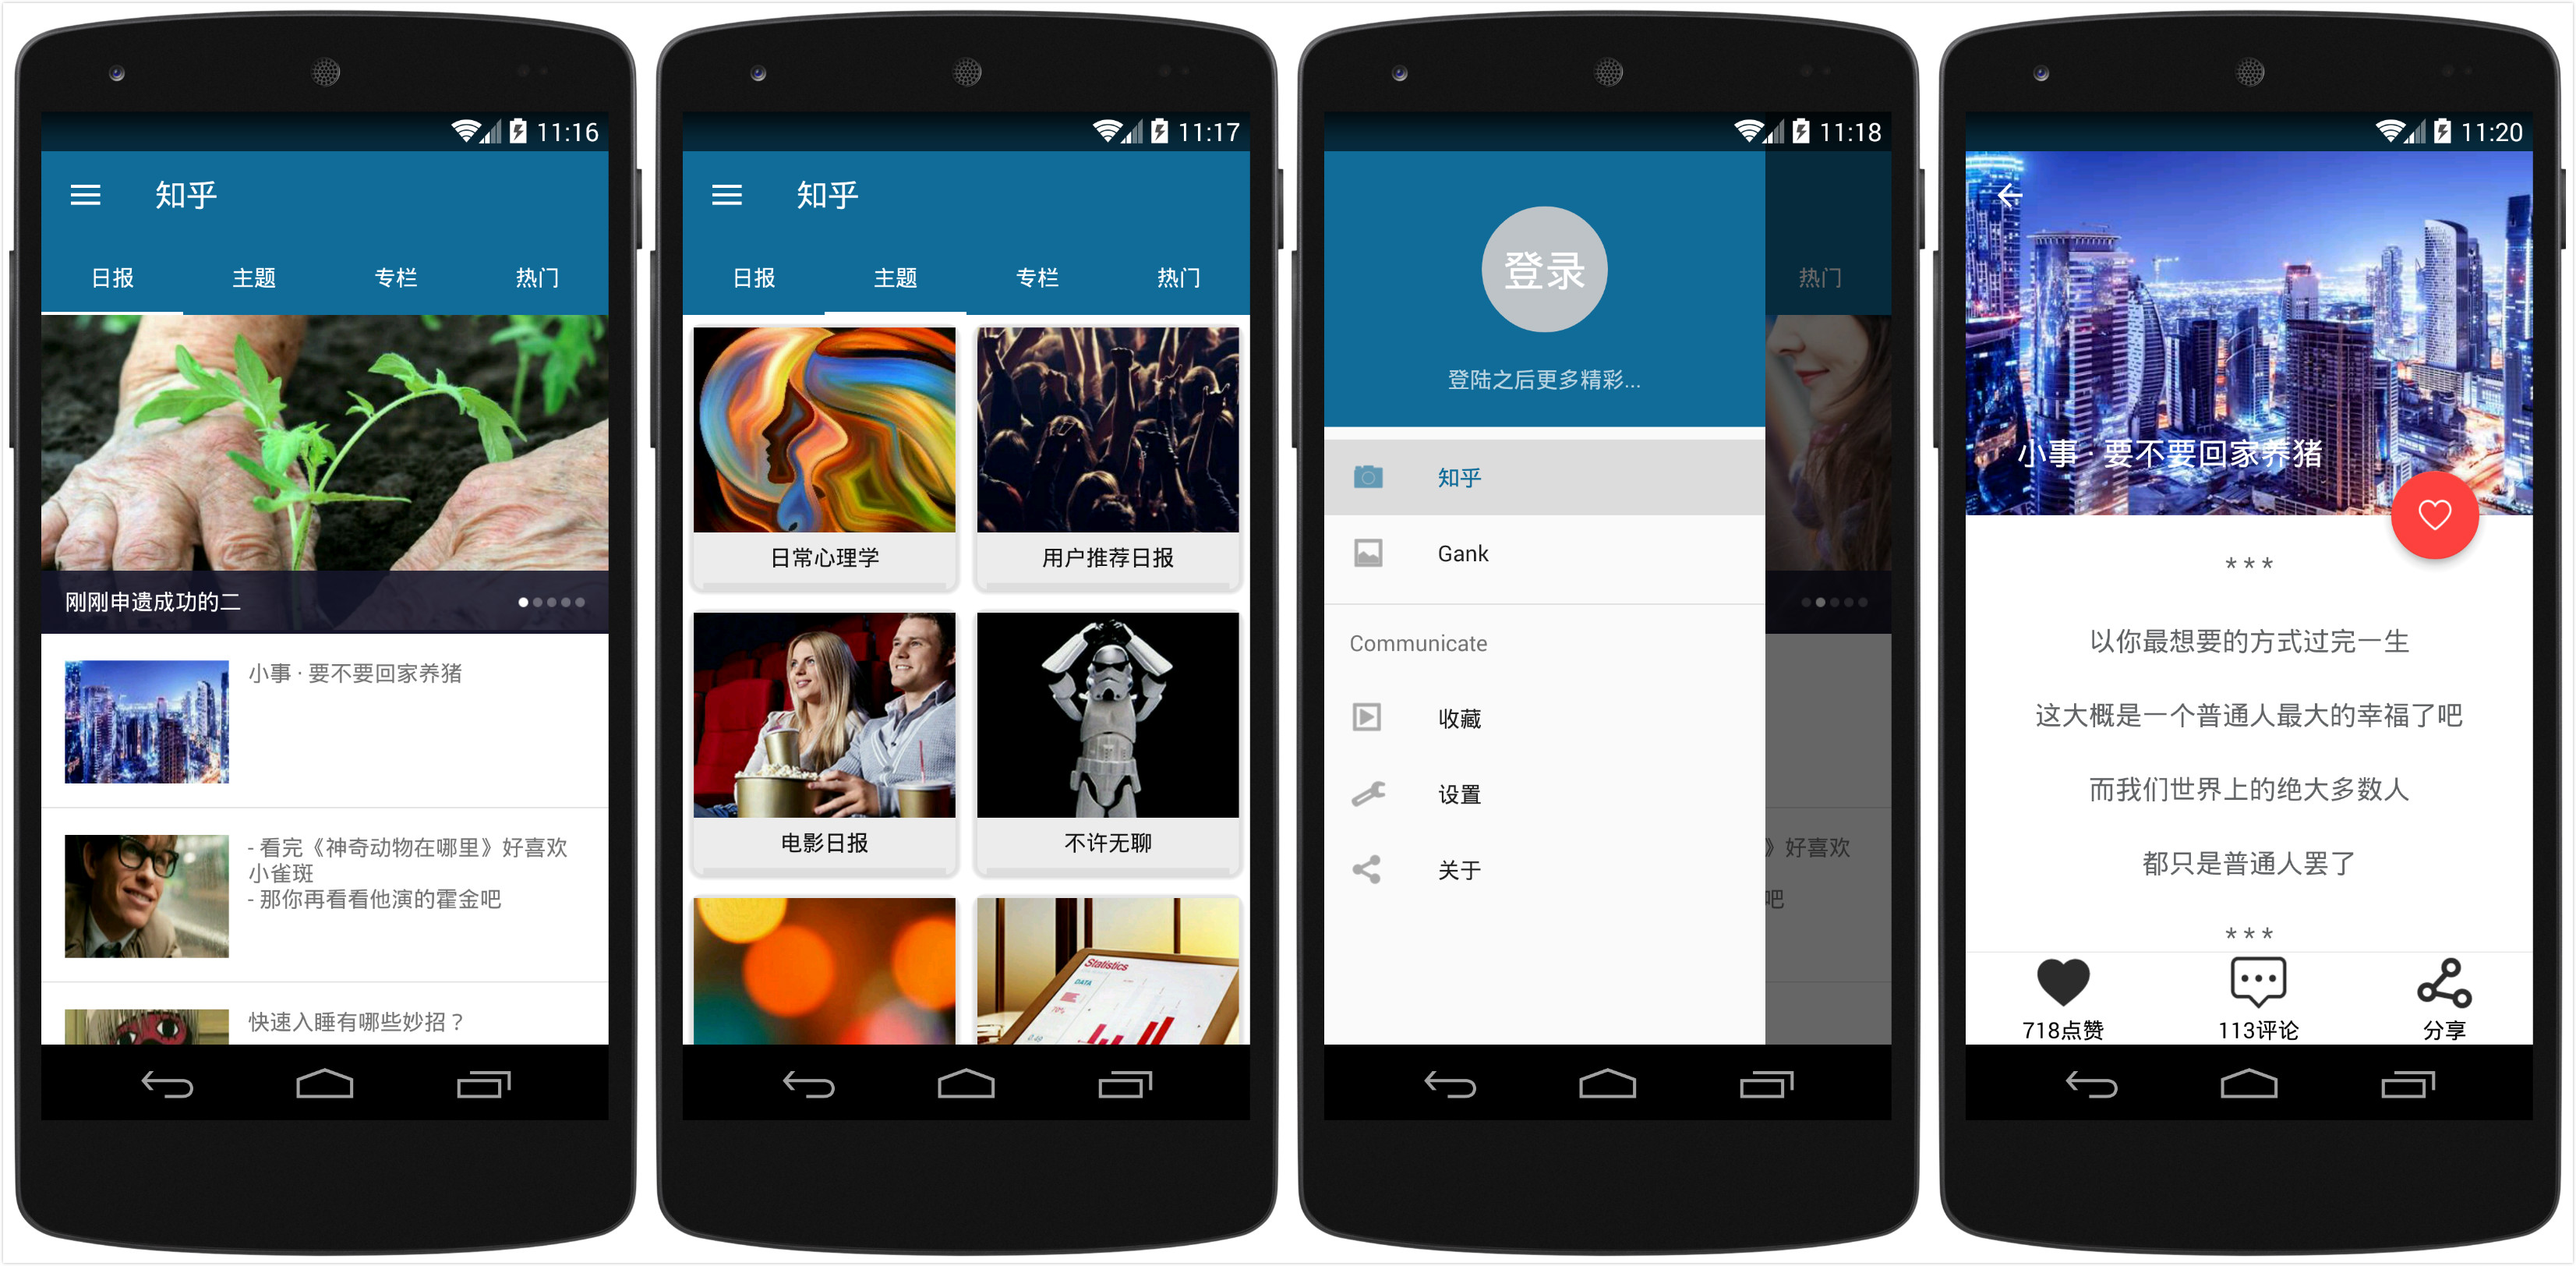 11:16
知乎
日报 主题 专栏 热门
刚刚申遗成功的二
小事 · 要不要回家养猪
- 看完《神奇动物在哪里》好喜欢
小雀斑
- 那你再看看他演的霍金吧
快速入睡有哪些妙招？
11:17
知乎
日报 主题 专栏 热门
日常心理学 用户推荐日报
电影日报 不许无聊
Statistics
DATA
11:18
登录
热门
登陆之后更多精彩...
知乎
Gank
Communicate
收藏
设置
》好喜欢
关于
吧
11:20
小事 · 要不要回家养猪
* * *
以你最想要的方式过完一生
这大概是一个普通人最大的幸福了吧
而我们世界上的绝大多数人
都只是普通人罢了
* * *
718点赞 113评论 分享